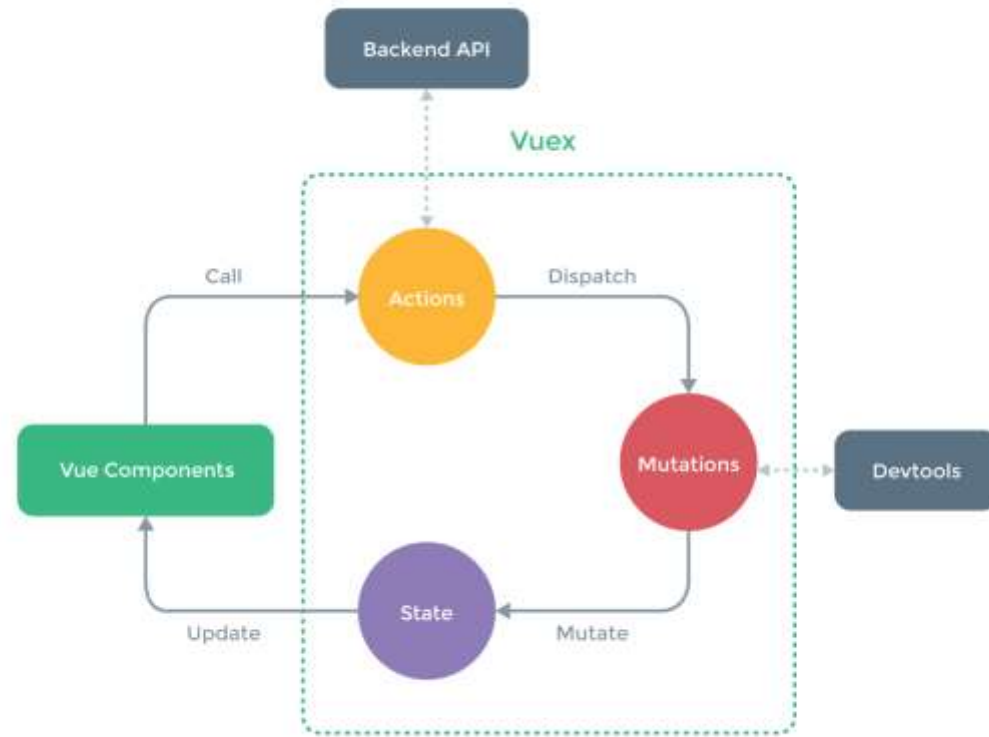 Backend API
Vuex
Call
Actions
Dispatch
Vue Components
Mutations
Devtools
State
Update
Mutate